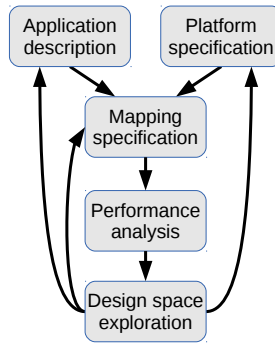 Application
description
Platform
specification
Mapping
specification
Performance
analysis
Design space
exploration